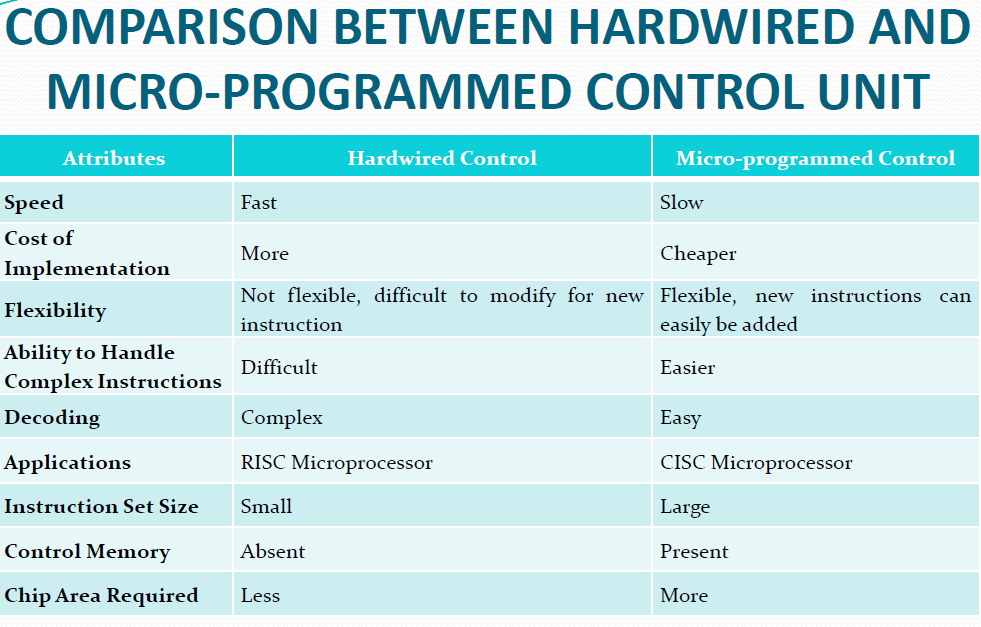 COMPARISON BETWEEN HARDWIRED AND
MICRO-PROGRAMMED CONTROL UNIT
Attributes Hardwired Control Micro-programmed Control
Speed Fast Slow
Cost of
Implementation More Cheaper
Flexibility Not flexible, difficult to modify for new
instruction Flexible, new instructions can
easily be added
Ability to Handle
Complex Instructions Difficult Easier
Decoding Complex Easy
Applications RISC Microprocessor CISC Microprocessor
Instruction Set Size Small Large
Control Memory Absent Present
Chip Area Required Less More